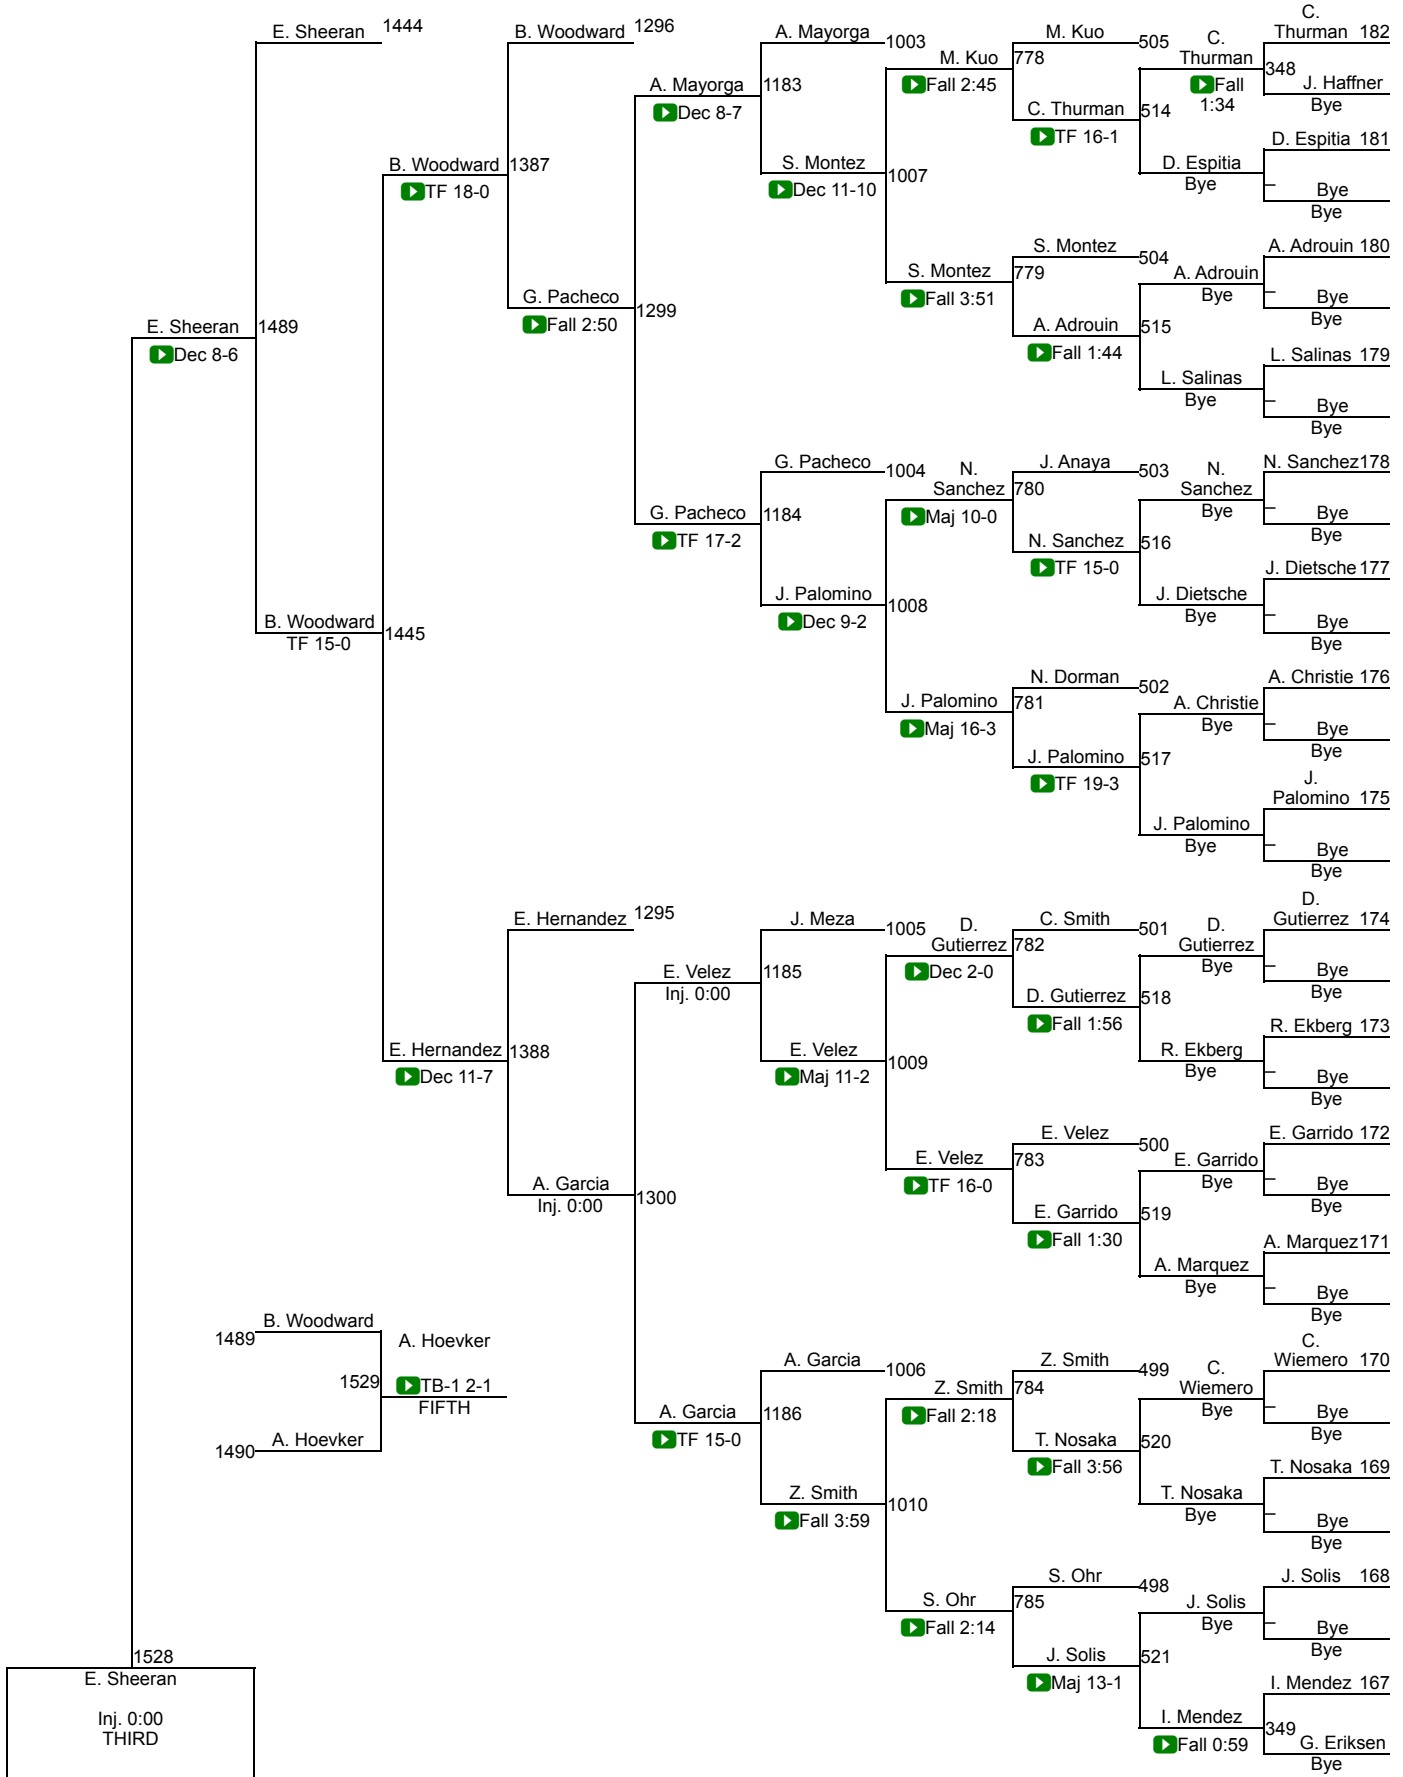 E. Sheeran 1444
B. Woodward 1296
A. Mayorga 1003
M. Kuo 505
C.
Thurman 182
C.
Thurman
348
J. Haffner
Bye
Fall
1:34
M. Kuo 778
Fall 2:45
A. Mayorga 1183
Dec 8-7
C. Thurman 514
TF 16-1
D. Espitia 181
D. Espitia
Bye
Bye
Bye
B. Woodward 1387
TF 18-0
S. Montez 1007
Dec 11-10
S. Montez 504
A. Adrouin 180
S. Montez 779
Fall 3:51
A. Adrouin
Bye
Bye
Bye
G. Pacheco 1299
Fall 2:50
E. Sheeran 1489
Dec 8-6
A. Adrouin 515
Fall 1:44
L. Salinas 179
L. Salinas
Bye
Bye
Bye
G. Pacheco 1004
N.
Sanchez 780
Maj 10-0
J. Anaya 503
N.
Sanchez
Bye
N. Sanchez 178
Bye
Bye
G. Pacheco 1184
TF 17-2
N. Sanchez 516
TF 15-0
J. Dietsche 177
J. Palomino 1008
Dec 9-2
J. Dietsche
Bye
Bye
Bye
B. Woodward 1445
TF 15-0
N. Dorman 502
A. Christie 176
J. Palomino 781
Maj 16-3
A. Christie
Bye
Bye
Bye
J. Palomino 517
TF 19-3
J.
Palomino 175
J. Palomino
Bye
Bye
Bye
E. Hernandez 1295
J. Meza 1005
D.
Gutierrez 782
Dec 2-0
C. Smith 501
D.
Gutierrez
Bye
D.
Gutierrez 174
Bye
Bye
E. Velez 1185
Inj. 0:00
D. Gutierrez 518
Fall 1:56
R. Ekberg 173
E. Hernandez 1388
Dec 11-7
E. Velez 1009
Maj 11-2
R. Ekberg
Bye
Bye
Bye
E. Velez 500
E. Garrido 172
E. Velez 783
TF 16-0
E. Garrido
Bye
Bye
Bye
A. Garcia 1300
Inj. 0:00
E. Garrido 519
Fall 1:30
A. Marquez 171
A. Marquez
Bye
Bye
Bye
B. Woodward
1489
A. Hoevker
1529
TB-1 2-1
FIFTH
A. Hoevker
1490
A. Garcia 1006
Z. Smith 499
C.
Wiemero
Bye
C.
Wiemero 170
Bye
Bye
Z. Smith 784
Fall 2:18
A. Garcia 1186
TF 15-0
T. Nosaka 520
Fall 3:56
T. Nosaka 169
Z. Smith 1010
Fall 3:59
T. Nosaka
Bye
Bye
Bye
S. Ohr 498
J. Solis 168
S. Ohr 785
Fall 2:14
J. Solis
Bye
Bye
Bye
J. Solis 521
Maj 13-1
I. Mendez 167
I. Mendez 349
Fall 0:59
G. Eriksen
Bye
1528
E. Sheeran
Inj. 0:00
THIRD